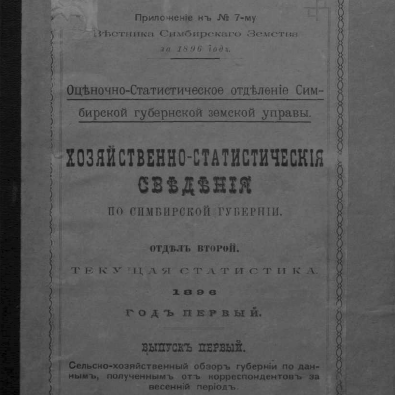 Приложеніе къ № 7-му
Вѣстника Симбирскаго Земства
за 1896 годъ.
Оцѣночно-Статистическое отдѣленіе Сим-
бирской губернской земской управы.
ХОЗЯЙСТВЕННО-СТАТИСТИЧЕСКІЯ
СВѢДѢНІЯ
ПО СИМБИРСКОЙ ГУБЕРНІИ.
ОТДѢЛЪ ВТОРОЙ.
ТЕКУЩАЯ СТАТИСТИКА.
1896
ГОДЪ ПЕРВЫЙ.
ВЫПУСКЪ ПЕРВЫЙ.
Сельско-хозяйственный обзоръ губерніи по дан-
нымъ, полученнымъ отъ корреспондентовъ за
весенній періодъ.